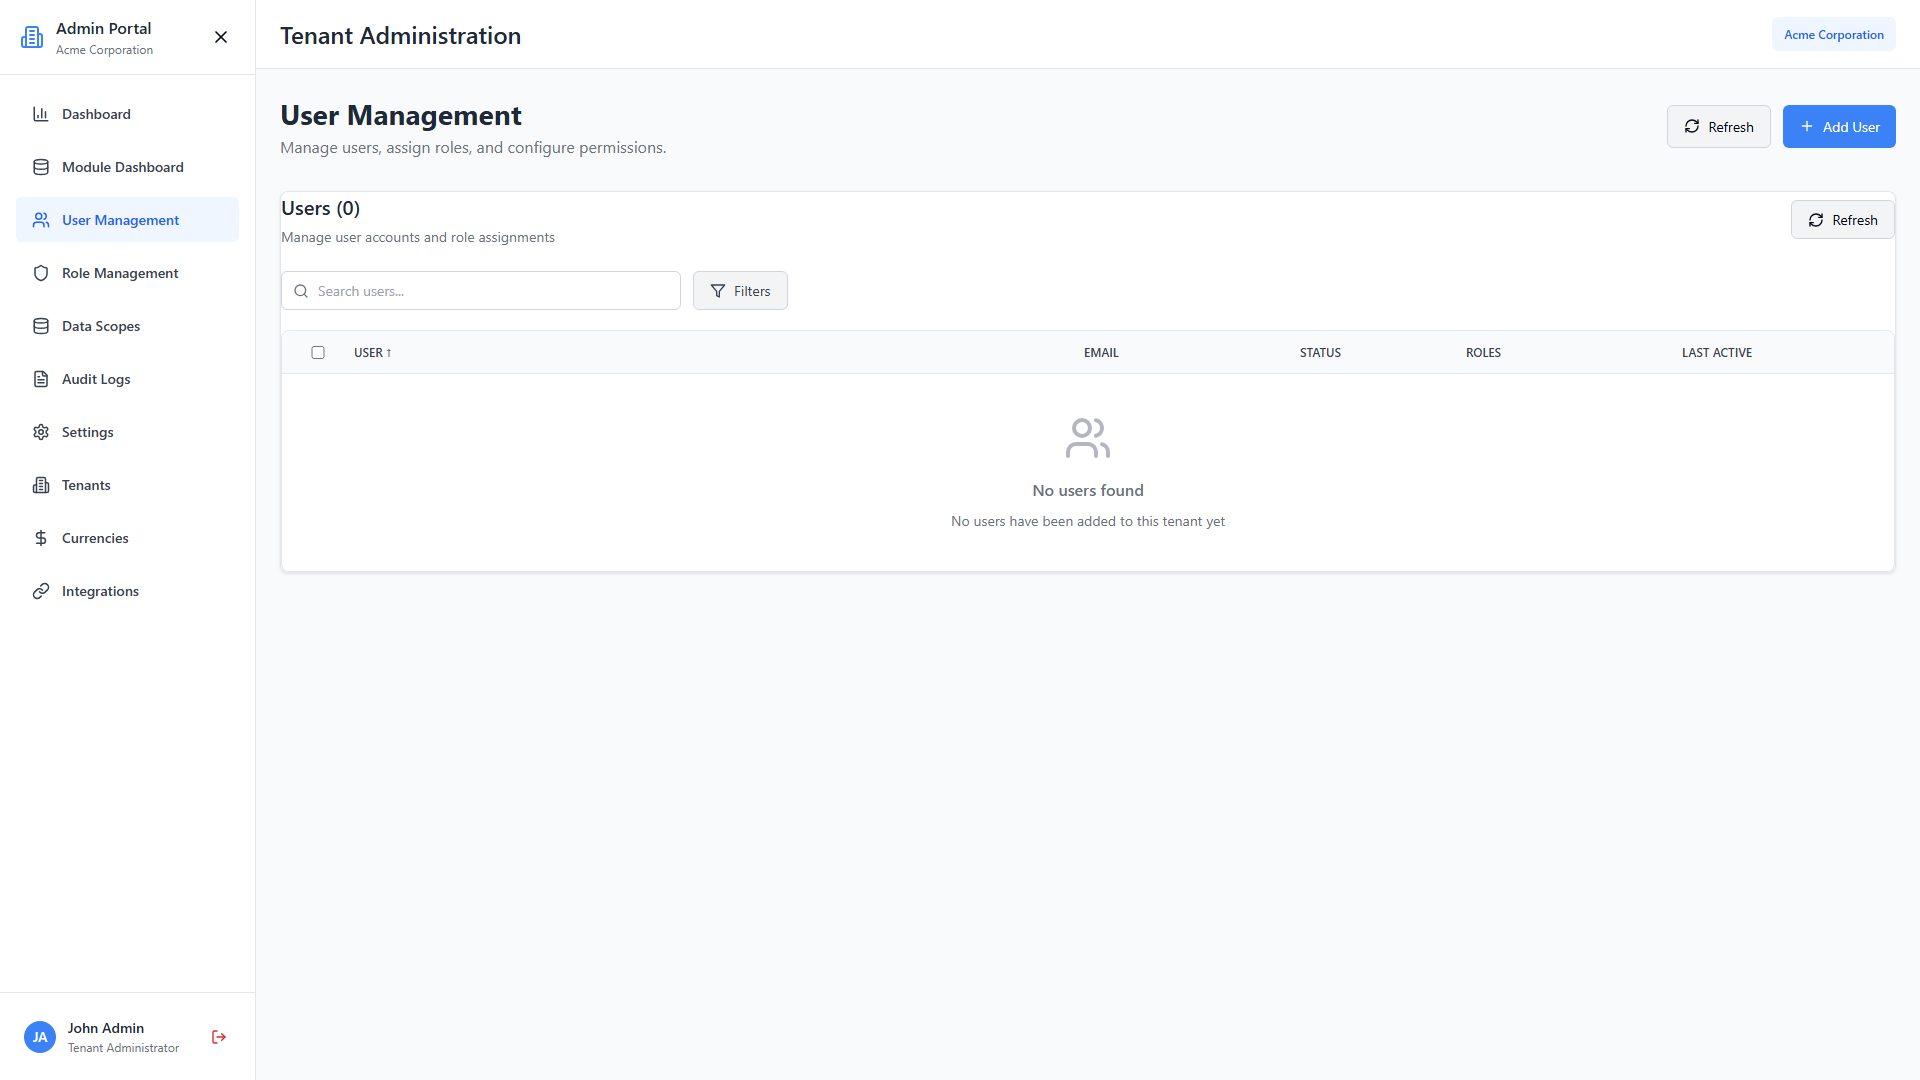 Admin Portal
Acme Corporation
Dashboard
Module Dashboard
User Management
Role Management
Data Scopes
Audit Logs
Settings
Tenants
Currencies
Integrations
JA
John Admin
Tenant Administrator
Tenant Administration
Acme Corporation
User Management
Manage users, assign roles, and configure permissions.
Refresh
Add User
Users (0)
Manage user accounts and role assignments
Refresh
Search users...
Filters
USER ↑ EMAIL STATUS ROLES LAST ACTIVE
No users found
No users have been added to this tenant yet